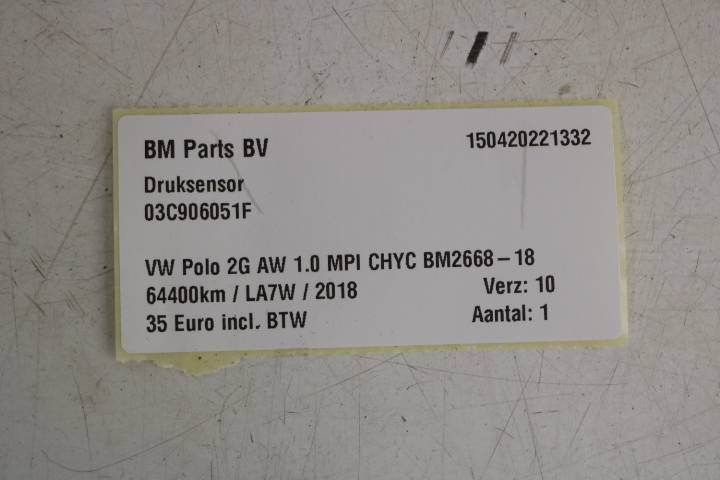 BM Parts BV 150420221332
Druksensor
03C906051F
VW Polo 2G AW 1.0 MPI CHYC BM2668-18
64400km / LA7W / 2018 Verz: 10
35 Euro incl. BTW Aantal: 1